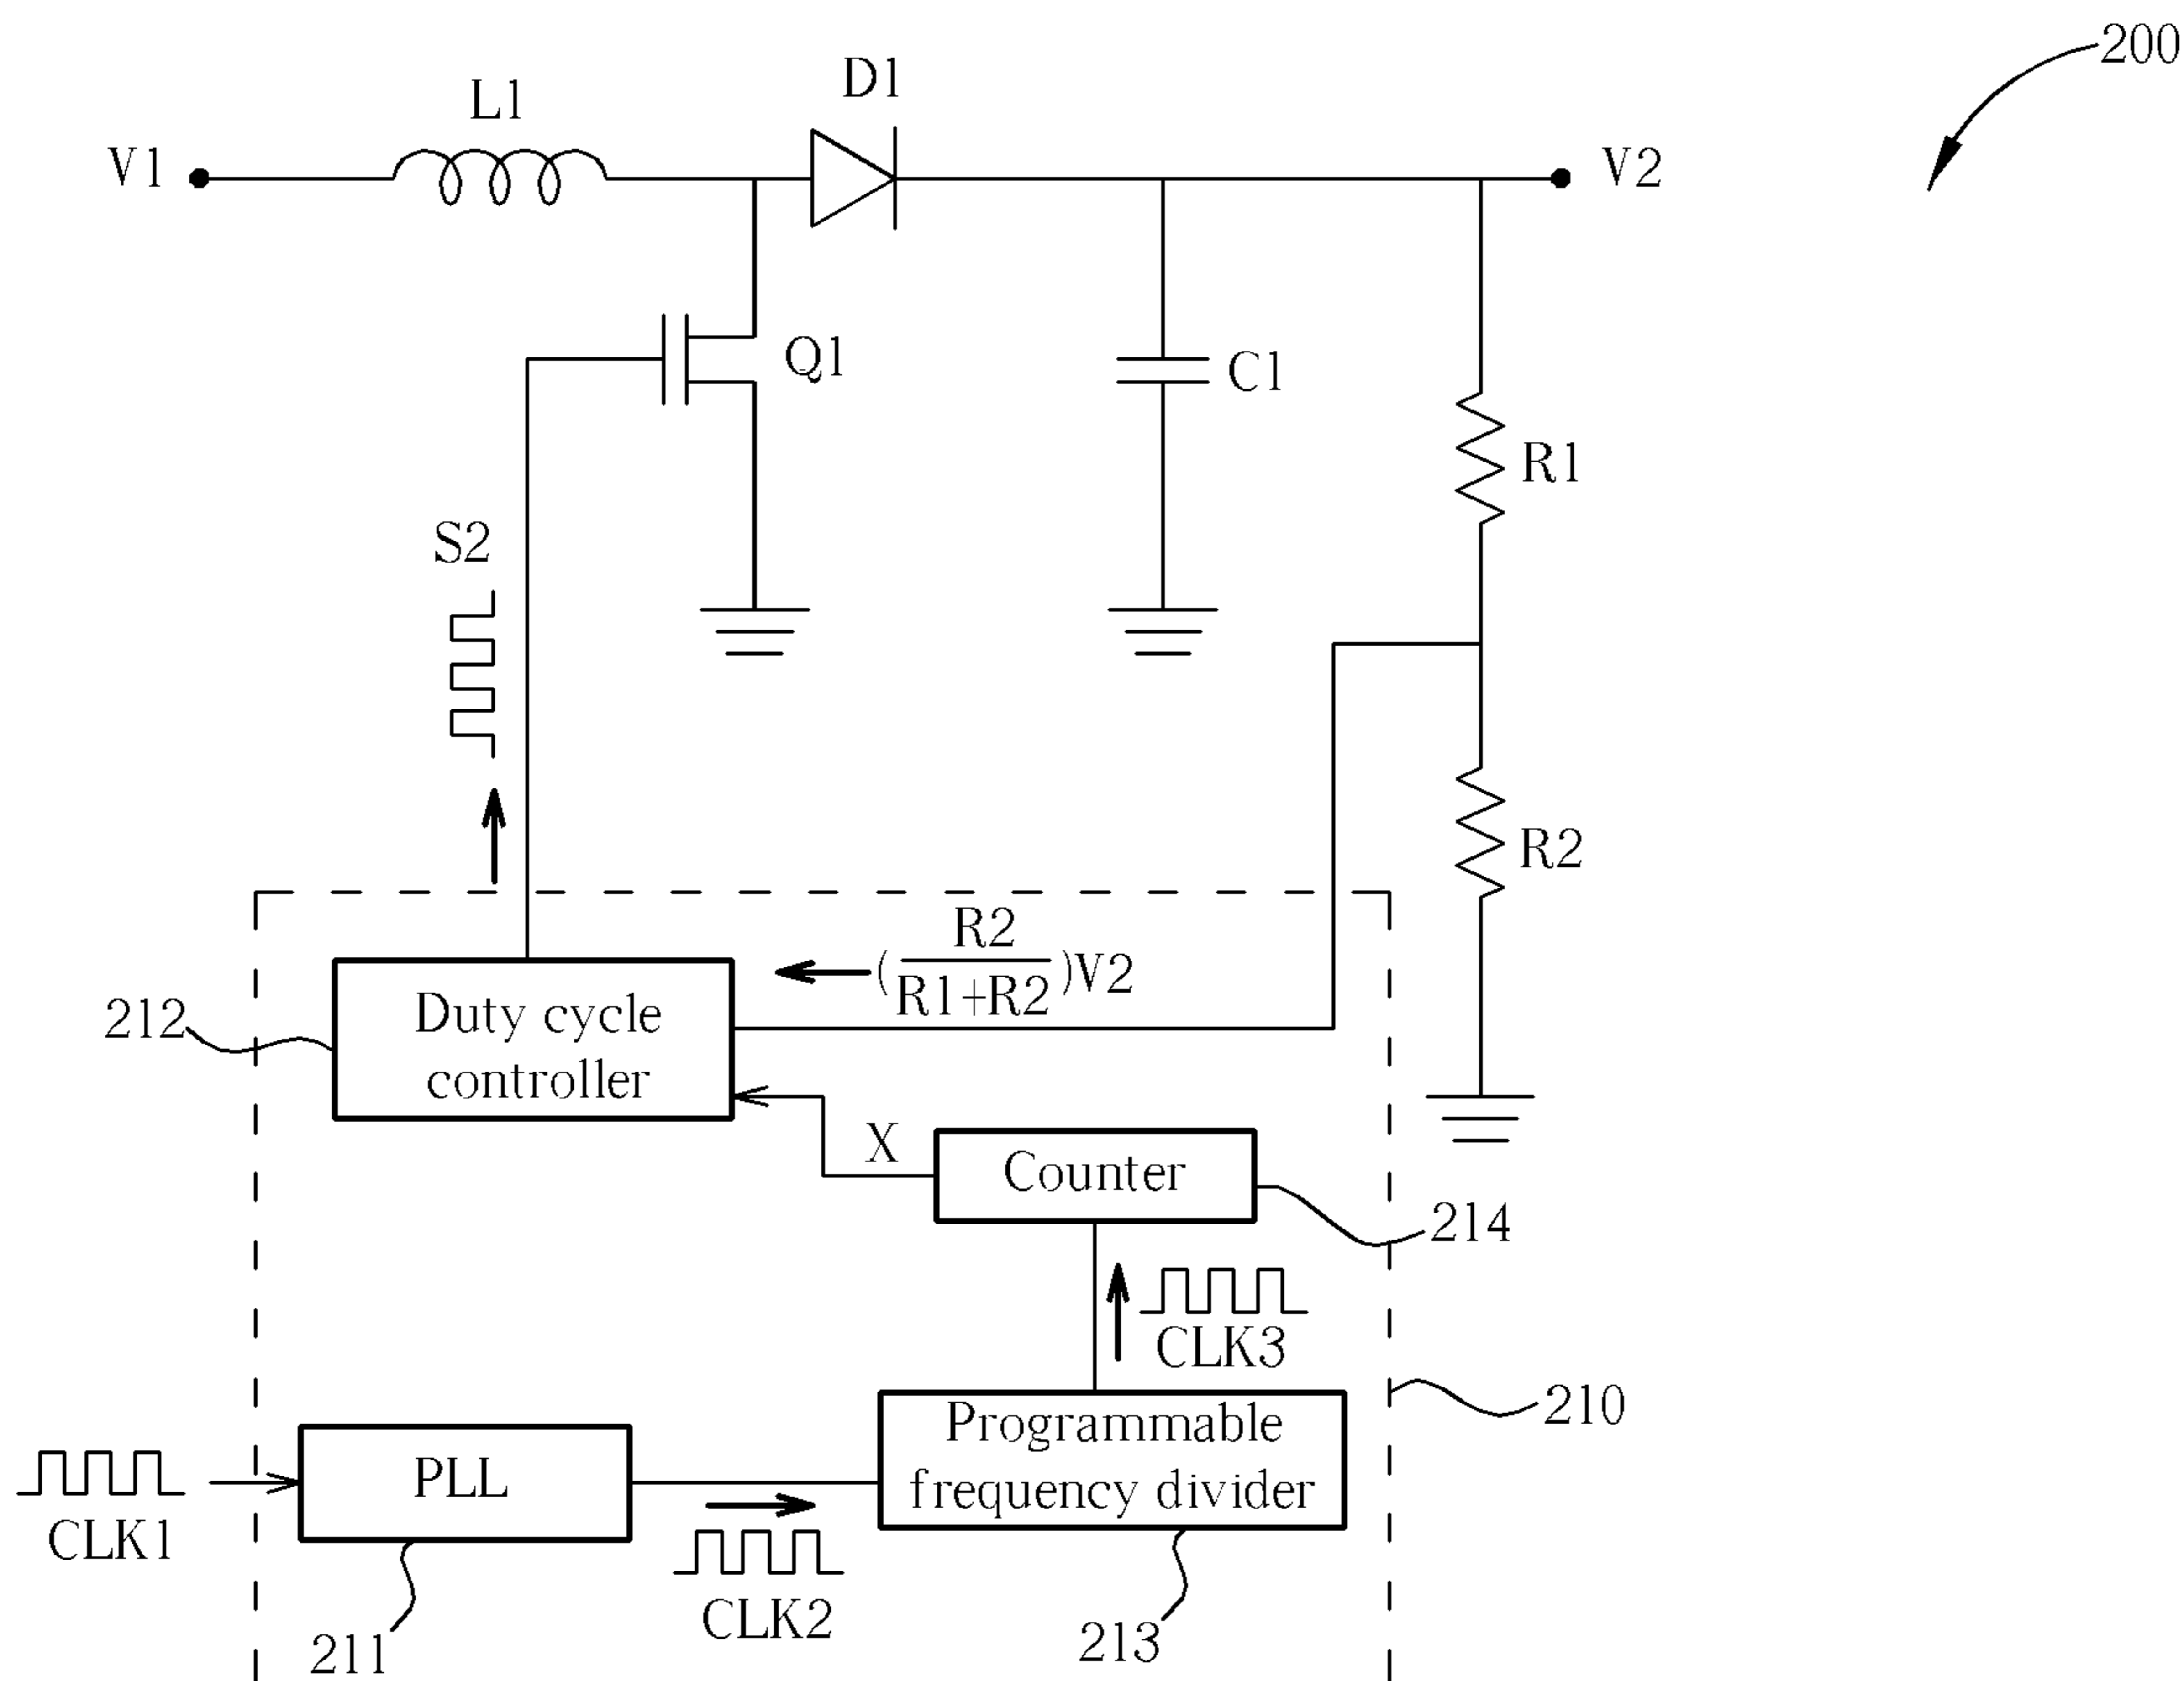 200
D1
L1
V1
V2
Q1
C1
R1
S2
R2
R2
(
R1+R2
)V2
212
Duty cycle
controller
X
Counter
214
CLK3
210
Programmable
frequency divider
PLL
CLK1
CLK2
211
213